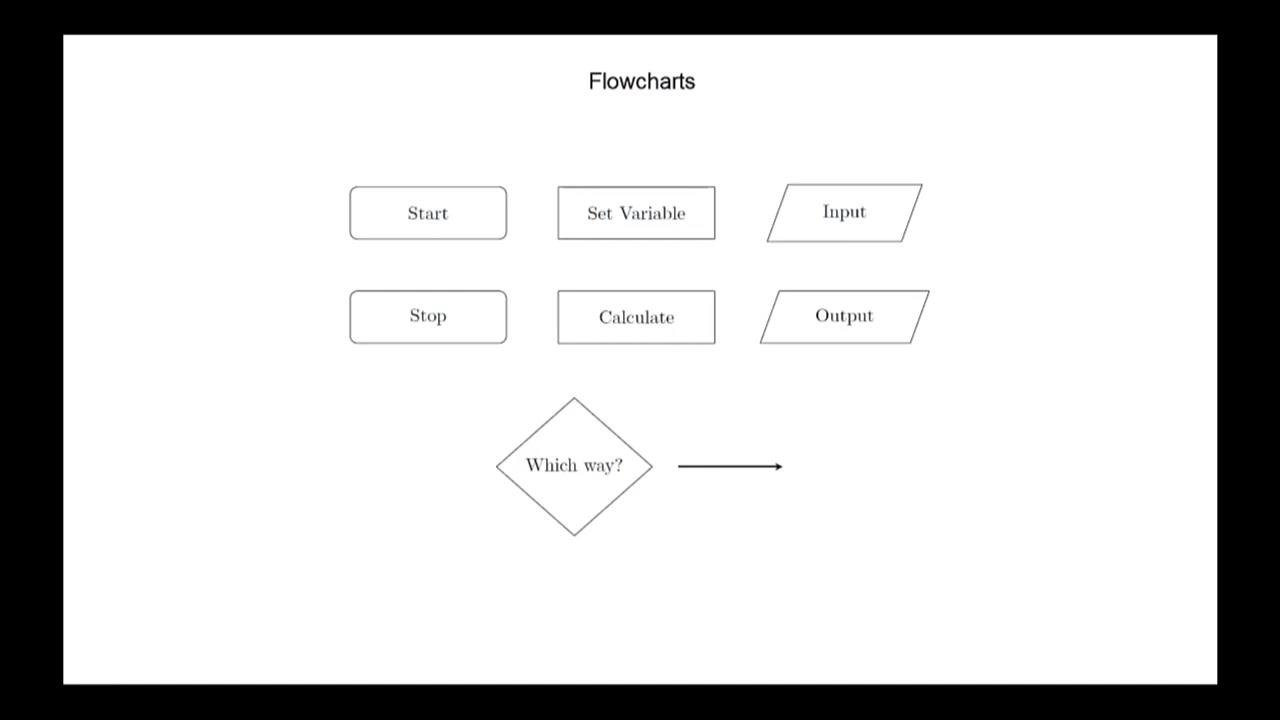 Flowcharts
Start
Set Variable
Input
Stop
Calculate
Output
Which way?